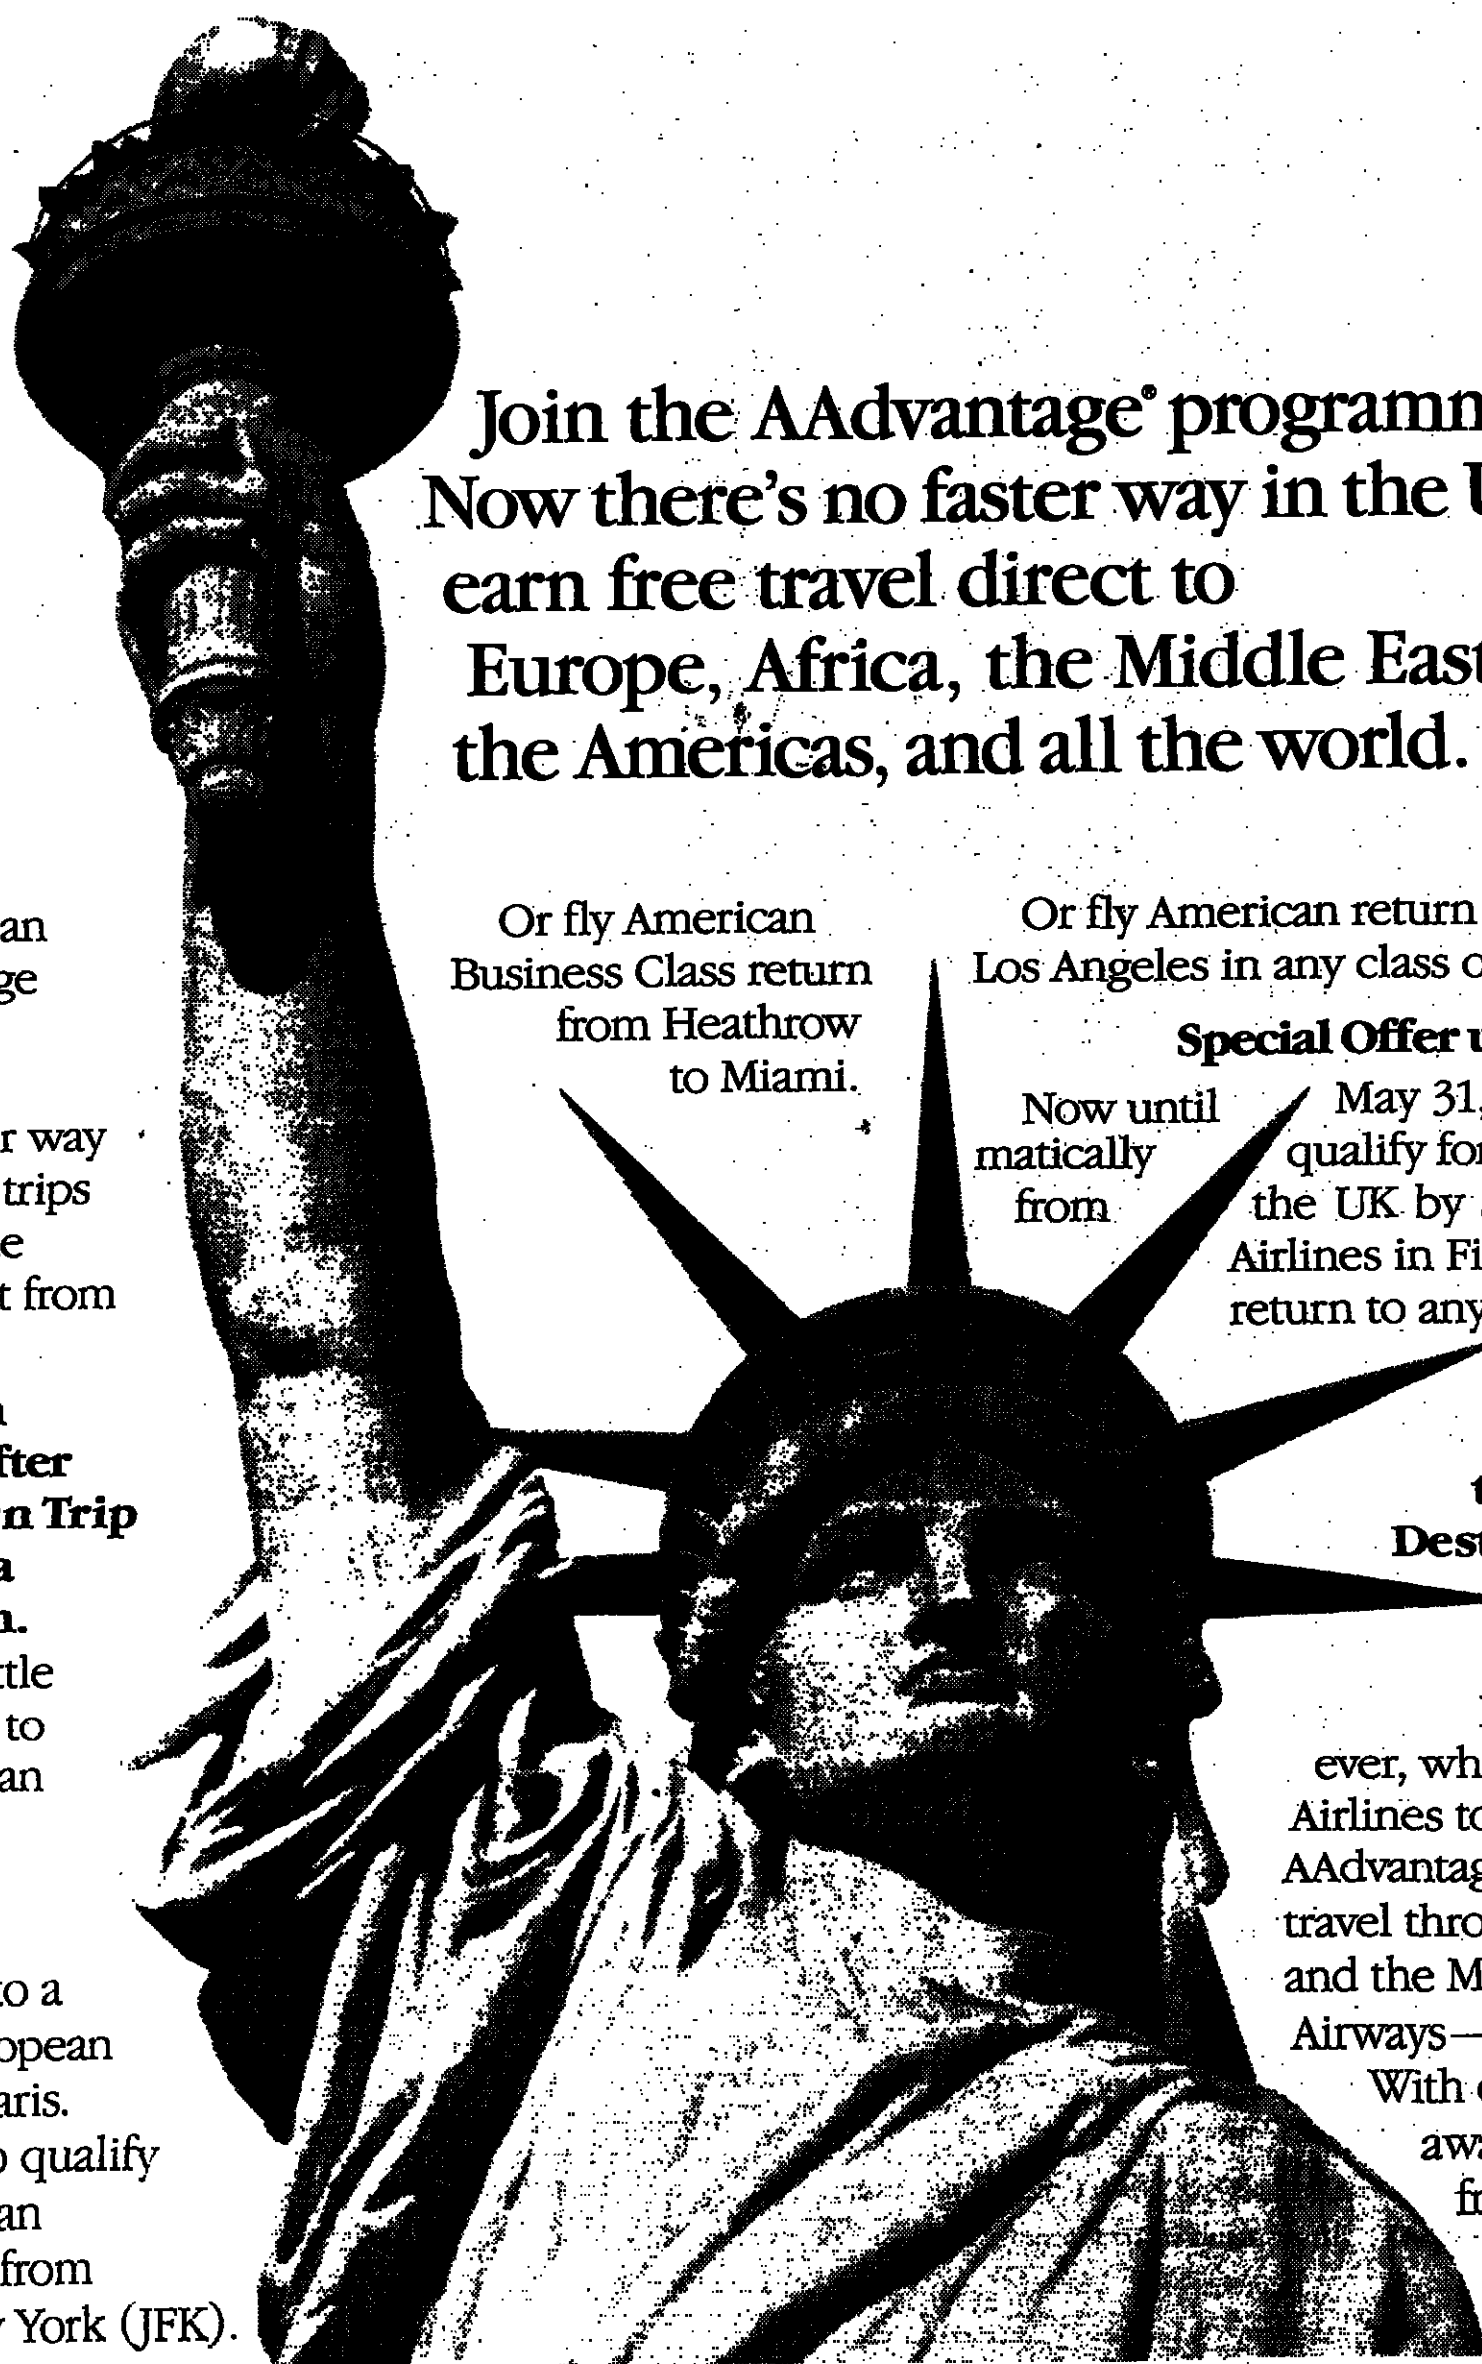 Join the AAdvantage® programm
Now there's no faster way in the U
earn free travel direct to
Europe, Africa, the Middle East
the Americas, and all the world.
an
ge
r way
trips
e
t from
fter
n Trip
a
n.
ttle
to
an
to a
opean
aris.
o qualify
an
from
York (JFK).
Or fly American
Business Class return
from Heathrow
to Miami.
Or fly American return
Los Angeles in any class o
Special Offer u
Now until May 31,
matically qualify for
from the UK by
Airlines in Fi
return to any
t
Dest
ever, wh
Airlines to
AAdvantag
travel thro
and the M
Airways—
With
awa
fr